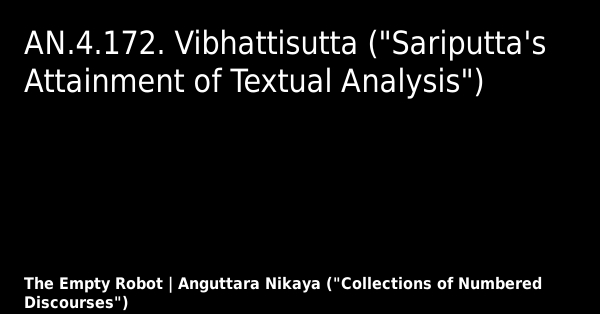 AN.4.172. Vibhattisutta ("Sariputta's
Attainment of Textual Analysis")
The Empty Robot | Anguttara Nikaya ("Collections of Numbered
Discourses")